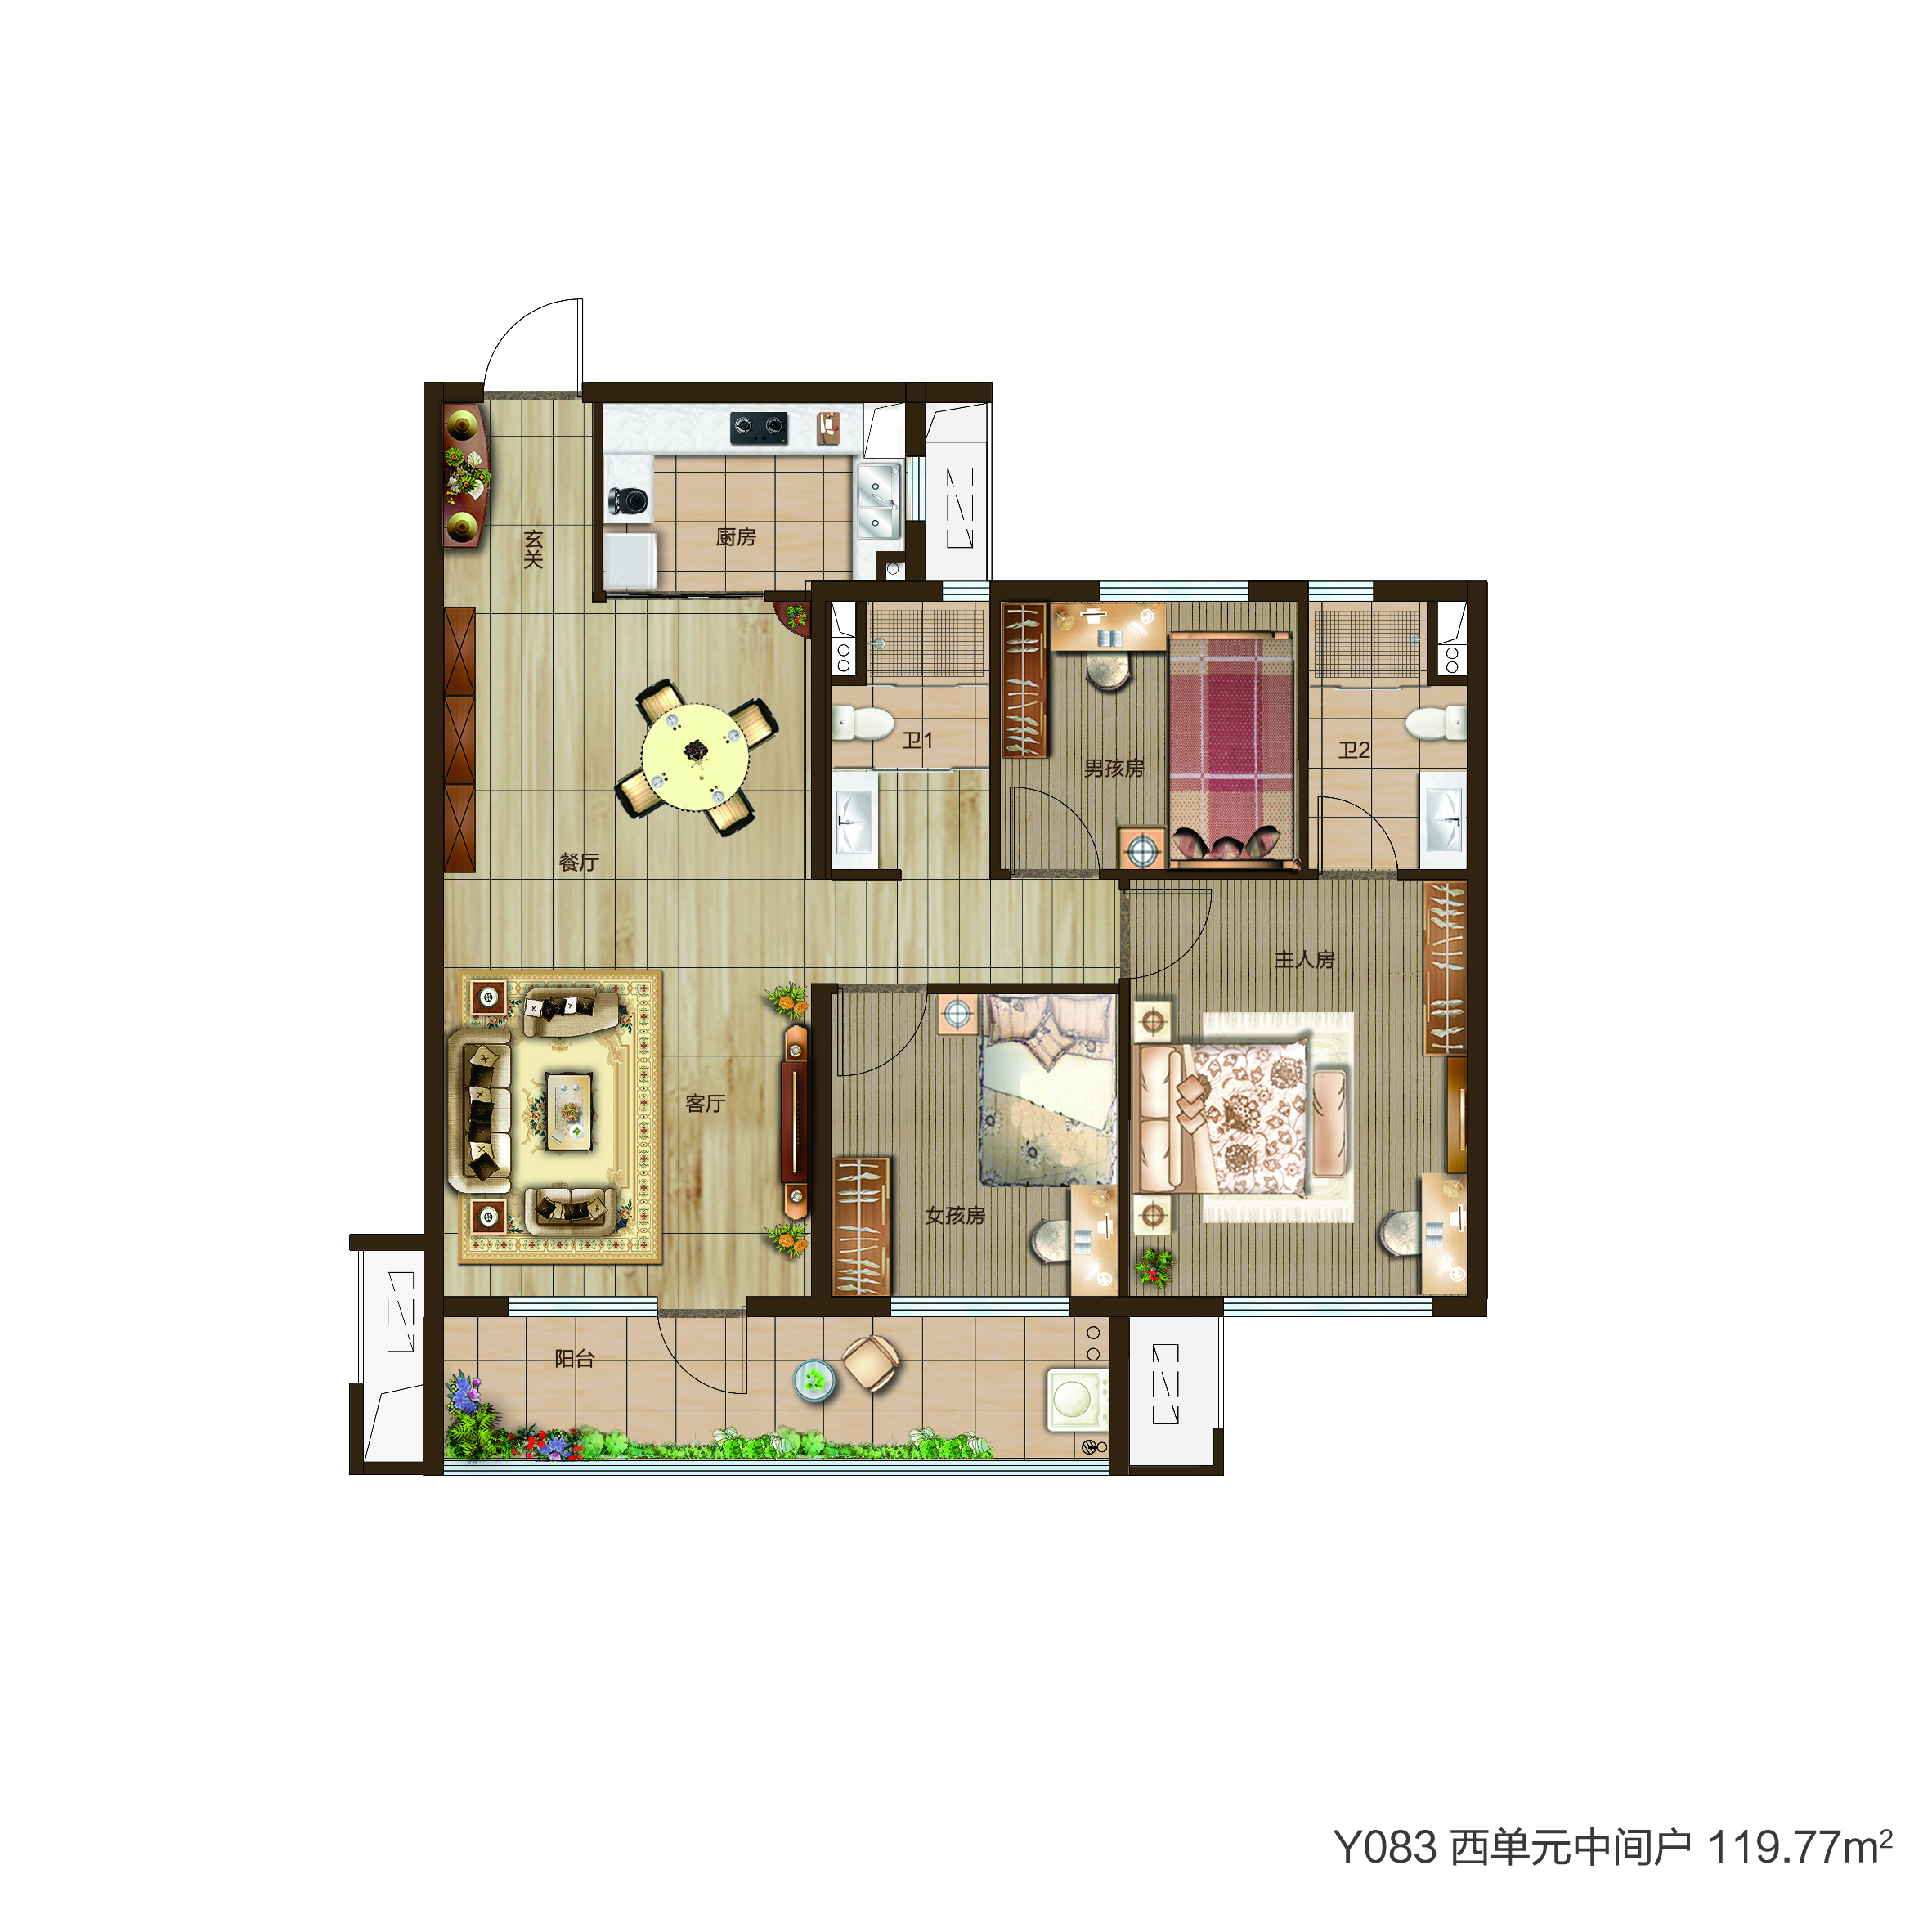 玄关
厨房
卫1
男孩房
卫2
餐厅
主人房
客厅
女孩房
阳台
Y083 西单元中间户 119.77m²